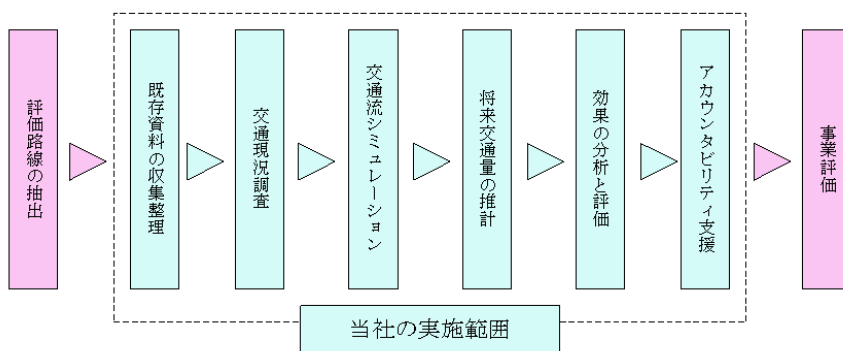 評価路線の抽出
既存資料の収集整理
交通現況調査
交通流シミュレーション
将来交通量の推計
効果の分析と評価
アカウンタビリティ支援
事業評価
当社の実施範囲